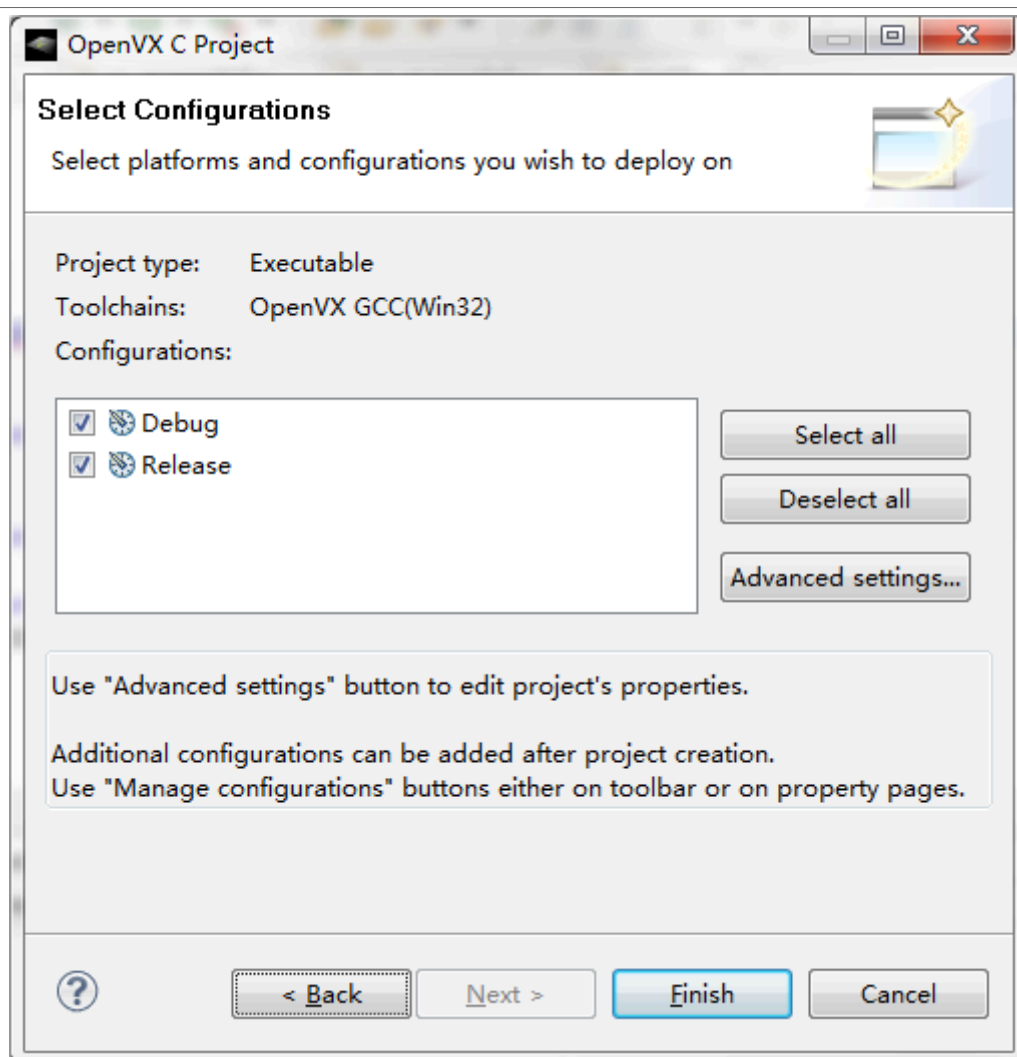 OpenVX C Project
Select Configurations
Select platforms and configurations you wish to deploy on
Project type: Executable
Toolchains: OpenVX GCC(Win32)
Configurations:
Debug
Release
Select all
Deselect all
Advanced settings...
Use "Advanced settings" button to edit project's properties.
Additional configurations can be added after project creation.
Use "Manage configurations" buttons either on toolbar or on property pages.
?
< Back
Next >
Finish
Cancel